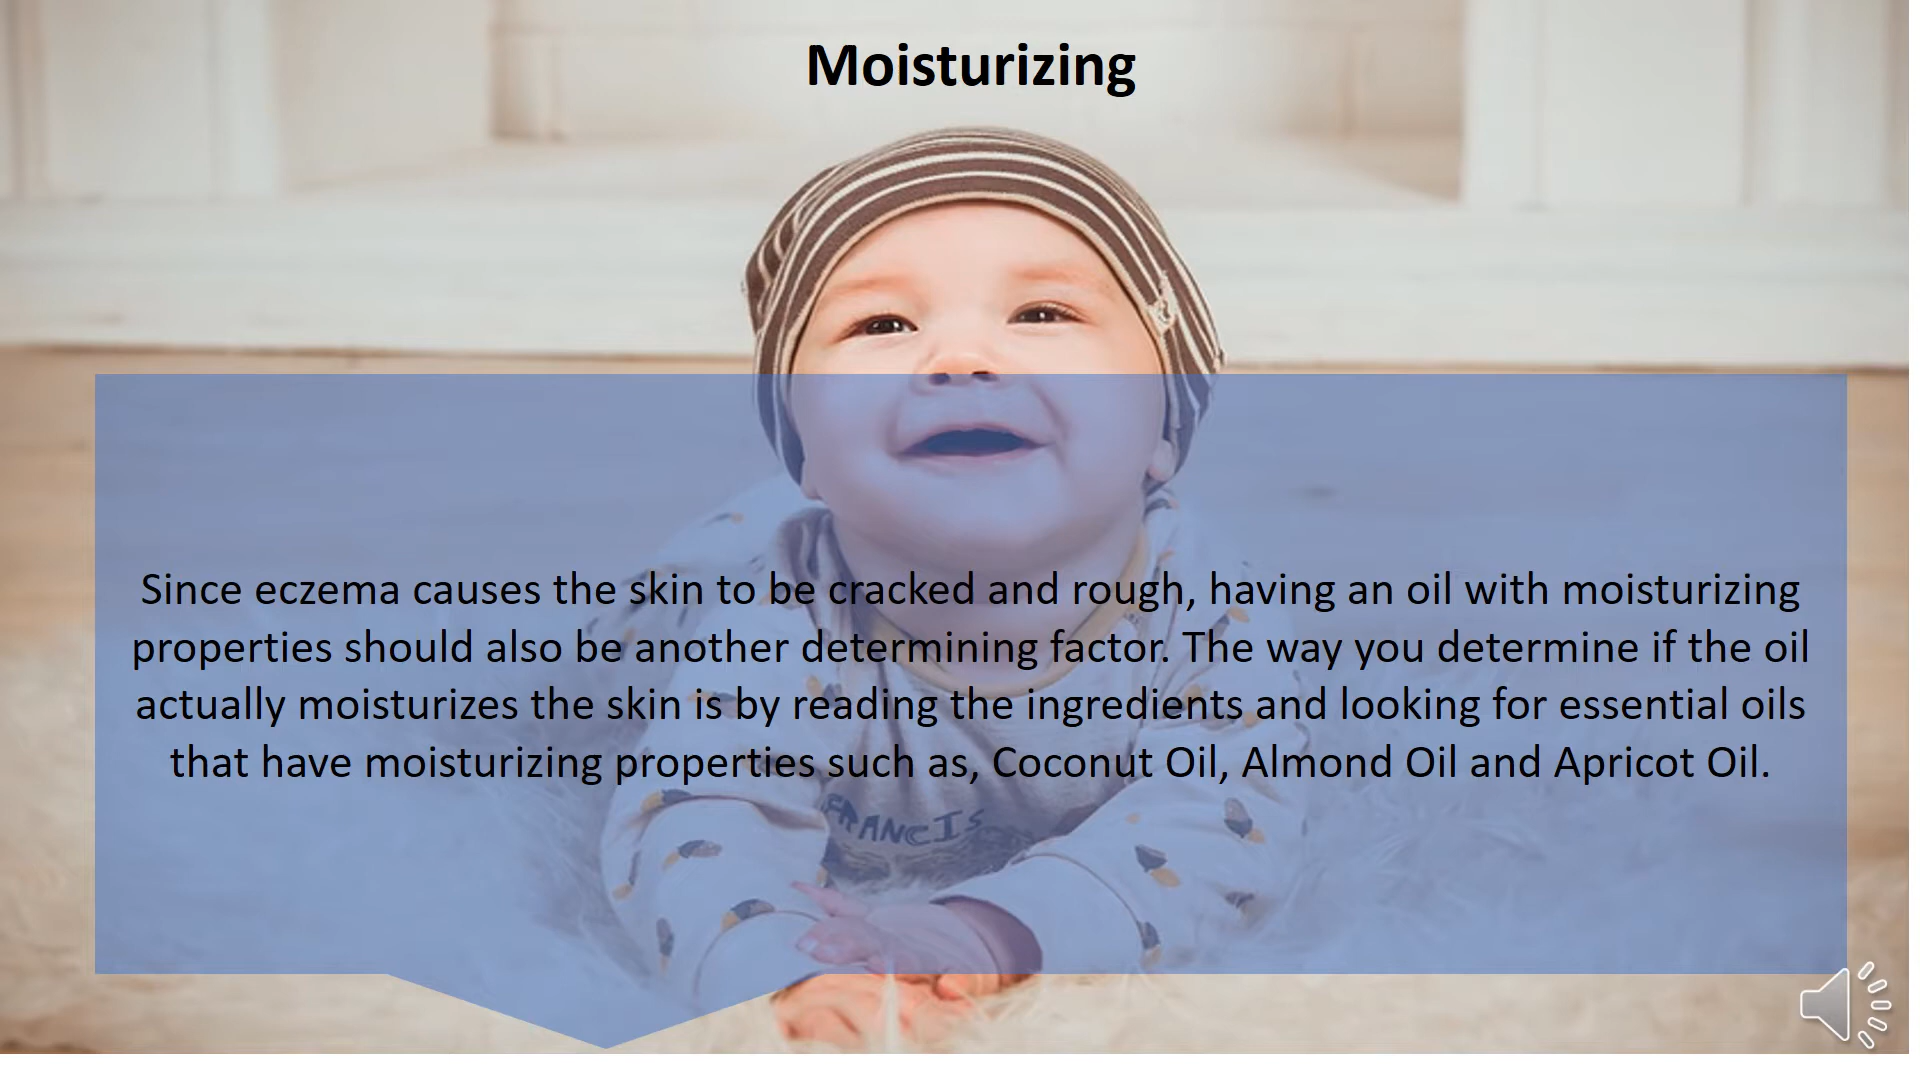 Moisturizing
Since eczema causes the skin to be cracked and rough, having an oil with moisturizing
properties should also be another determining factor. The way you determine if the oil
actually moisturizes the skin is by reading the ingredients and looking for essential oils
that have moisturizing properties such as, Coconut Oil, Almond Oil and Apricot Oil.
FRANCIS